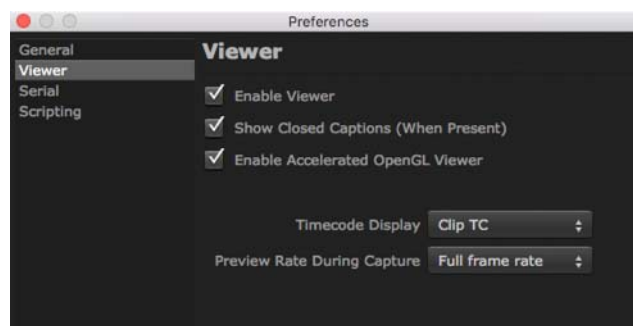 Preferences
General
Viewer
Serial
Scripting
Viewer
Enable Viewer
Show Closed Captions (When Present)
Enable Accelerated OpenGL Viewer
Timecode Display Clip TC
Preview Rate During Capture Full frame rate